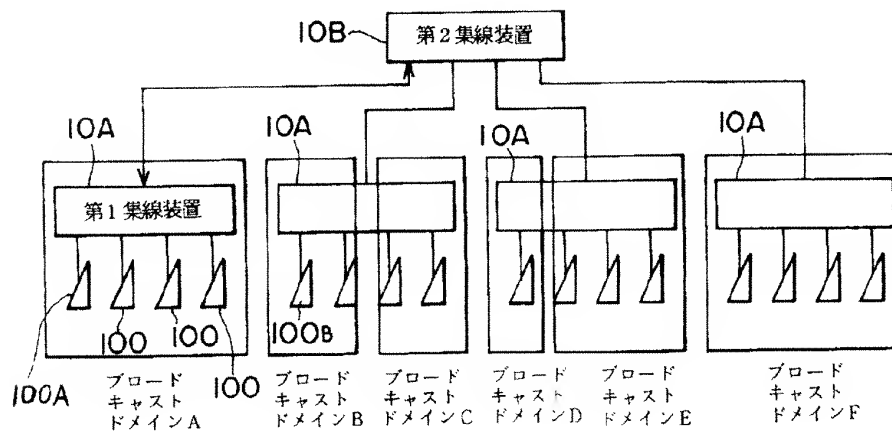 10B
第2集線装置
10A
10A
10A
10A
第1集線装置
100A
100
100
100
100B
ブロード
キャスト
ドメインA
ブロード
キャスト
ドメインB
ブロード
キャスト
ドメインC
ブロード
キャスト
ドメインD
ブロード
キャスト
ドメインE
ブロード
キャスト
ドメインF